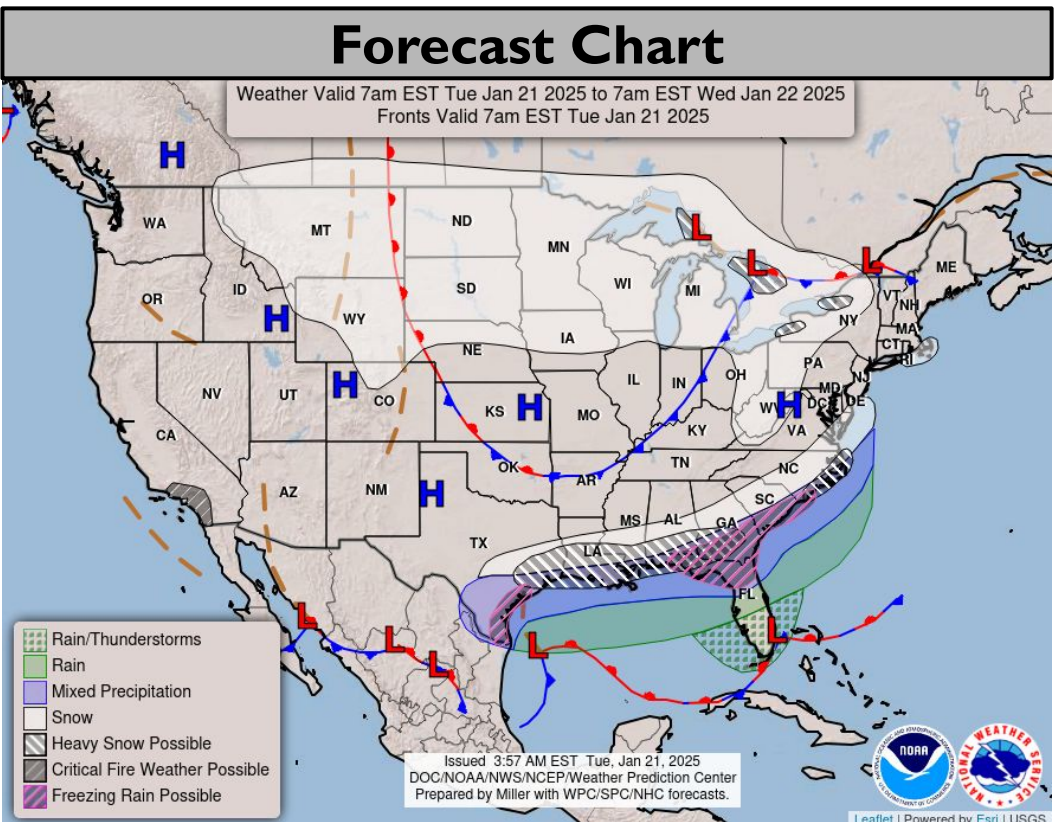 Forecast Chart
Weather Valid 7am EST Tue Jan 21 2025 to 7am EST Wed Jan 22 2025
Fronts Valid 7am EST Tue Jan 21 2025
H
WA
MT
ND
MN
L
L
L
ME
OR
ID
H
WY
SD
WI
MI
NY
VT
NH
MA
CT
RI
NV
UT
H
CO
NE
IA
IL
IN
OH
PA
NJ
MD
DE
DC
WV
H
VA
CA
KS
H
MO
KY
AZ
NM
H
OK
AR
TN
NC
SC
TX
LA
MS
AL
GA
FL
L
L
L
L
L
Rain/Thunderstorms
Rain
Mixed Precipitation
Snow
Heavy Snow Possible
Critical Fire Weather Possible
Freezing Rain Possible
Issued 3:57 AM EST Tue, Jan 21, 2025
DOC/NOAA/NWS/NCEP/Weather Prediction Center
Prepared by Miller with WPC/SPC/NHC forecasts.
NOAA
NATIONAL WEATHER SERVICE
Leaflet | Powered by Esri | USGS